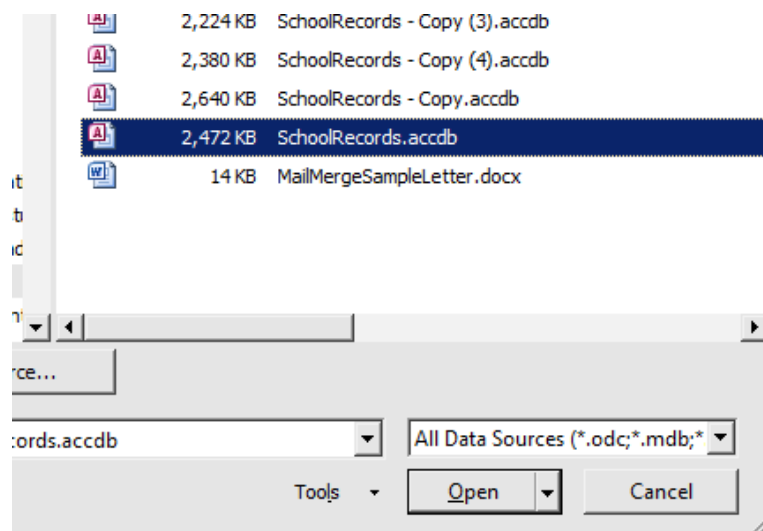 2,224 KB SchoolRecords - Copy (3).accdb
2,380 KB SchoolRecords - Copy (4).accdb
2,640 KB SchoolRecords - Copy.accdb
2,472 KB SchoolRecords.accdb
14 KB MailMergeSampleLetter.docx
rce...
ords.accdb
All Data Sources (*.odc;*.mdb;*
Tools
Open
Cancel